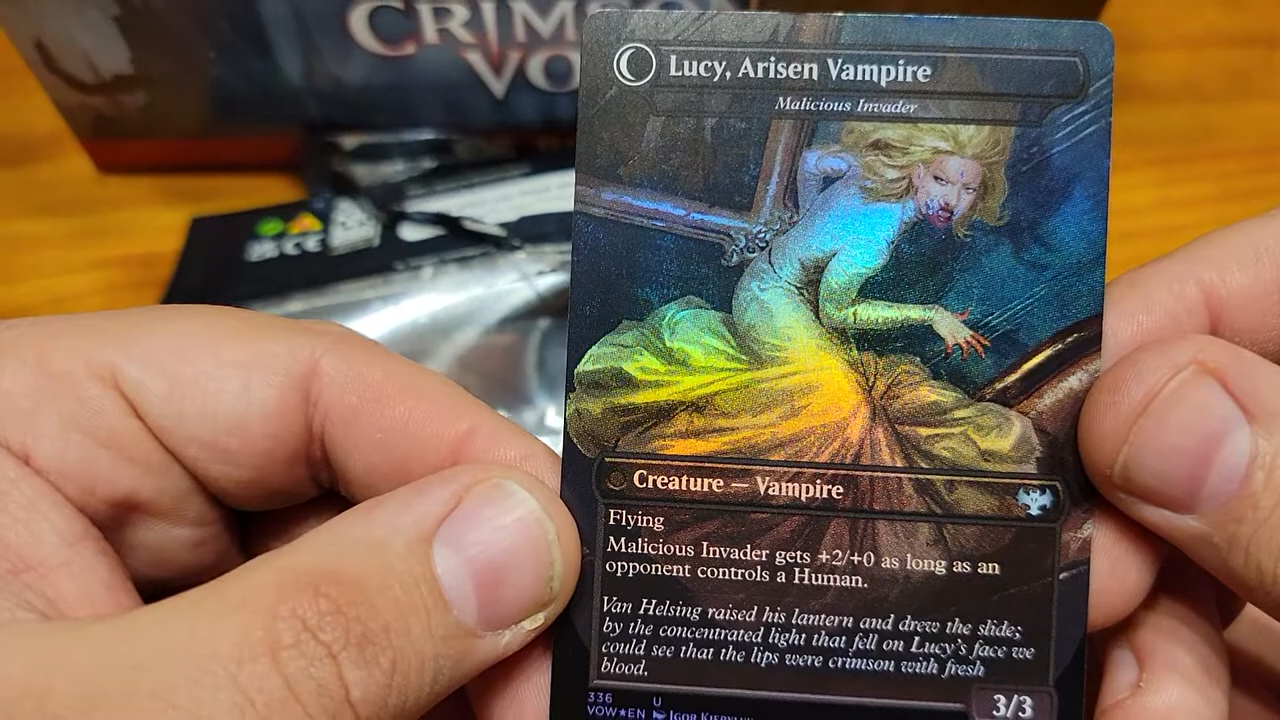 CRIMSO
VO
Lucy, Arisen Vampire
Malicious Invader
Creature — Vampire
Flying
Malicious Invader gets +2/+0 as long as an
opponent controls a Human.
Van Helsing raised his lantern and drew the slide;
by the concentrated light that fell on Lucy's face we
could see that the lips were crimson with fresh
blood.
3/3
336 U
VOW★EN IGOR